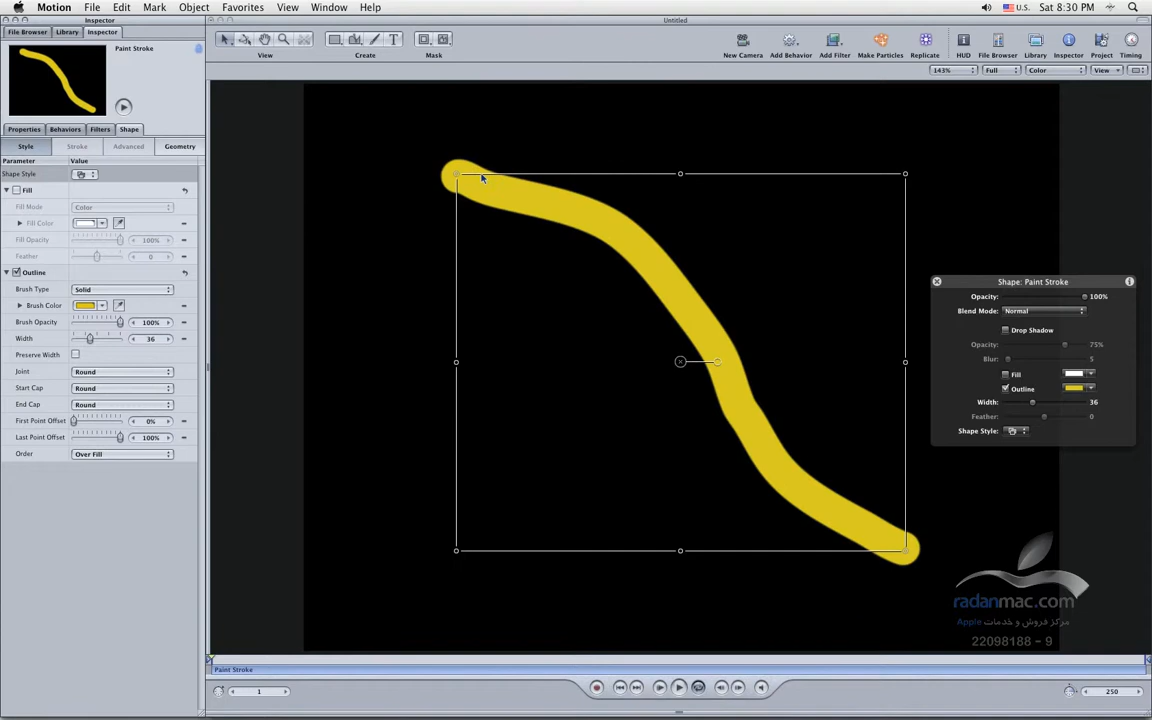 Motion File Edit Mark Object Favorites View Window Help
U.S. Sat 8:30 PM
Inspector
Untitled
File Browser Library Inspector
Paint Stroke
View Create Mask
New Camera Add Behavior Add Filter Make Particles Replicate HUD File Browser Library Inspector Project Timing
143% Full Color View
Properties Behaviors Filters Shape
Style Stroke Advanced Geometry
Parameter Value
Shape Style
Fill
Fill Mode Color
Fill Color
Fill Opacity 100%
Feather 0
Outline
Brush Type Solid
Brush Color
Brush Opacity 100%
Width 36
Preserve Width
Joint Round
Start Cap Round
End Cap Round
First Point Offset 0%
Last Point Offset 100%
Order Over Fill
Shape: Paint Stroke
Opacity: 100%
Blend Mode: Normal
Drop Shadow
Opacity: 75%
Blur: 5
Fill
Outline
Width: 36
Feather: 0
Shape Style:
radanmac.com
مرکز فروش و خدمات Apple
22098188 - 9
Paint Stroke
1
250